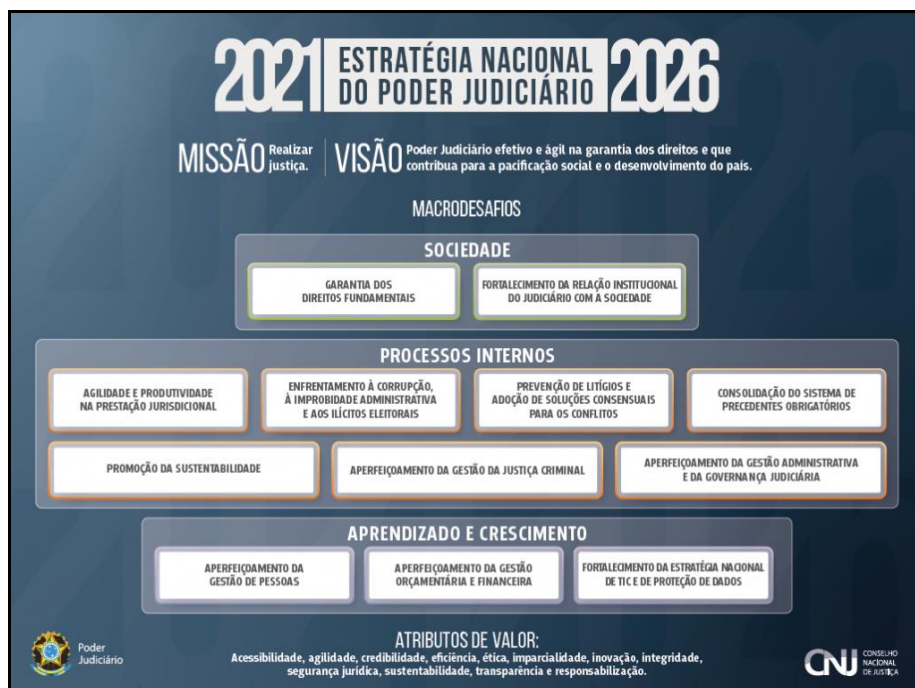 2021 ESTRATÉGIA NACIONAL DO PODER JUDICIÁRIO 2026
MISSÃO Realizar justiça.
VISÃO Poder Judiciário efetivo e ágil na garantia dos direitos e que
contribua para a pacificação social e o desenvolvimento do país.
MACRODESAFIOS
SOCIEDADE
GARANTIA DOS
DIREITOS FUNDAMENTAIS
FORTALECIMENTO DA RELAÇÃO INSTITUCIONAL
DO JUDICIÁRIO COM A SOCIEDADE
PROCESSOS INTERNOS
AGILIDADE E PRODUTIVIDADE
NA PRESTAÇÃO JURISDICIONAL
ENFRENTAMENTO À CORRUPÇÃO,
À IMPROBIDADE ADMINISTRATIVA
E AOS ILÍCITOS ELEITORAIS
PREVENÇÃO DE LITÍGIOS E
ADOÇÃO DE SOLUÇÕES CONSENSUAIS
PARA OS CONFLITOS
CONSOLIDAÇÃO DO SISTEMA DE
PRECEDENTES OBRIGATÓRIOS
PROMOÇÃO DA SUSTENTABILIDADE
APERFEIÇOAMENTO DA GESTÃO DA JUSTIÇA CRIMINAL
APERFEIÇOAMENTO DA GESTÃO ADMINISTRATIVA
E DA GOVERNANÇA JUDICIÁRIA
APRENDIZADO E CRESCIMENTO
APERFEIÇOAMENTO DA
GESTÃO DE PESSOAS
APERFEIÇOAMENTO DA GESTÃO
ORÇAMENTÁRIA E FINANCEIRA
FORTALECIMENTO DA ESTRATÉGIA NACIONAL
DE TIC E DE PROTEÇÃO DE DADOS
Poder
Judiciário
ATRIBUTOS DE VALOR:
Acessibilidade, agilidade, credibilidade, eficiência, ética, imparcialidade, inovação, integridade,
segurança jurídica, sustentabilidade, transparência e responsabilização.
CNJ CONSELHO
NACIONAL
DE JUSTIÇA